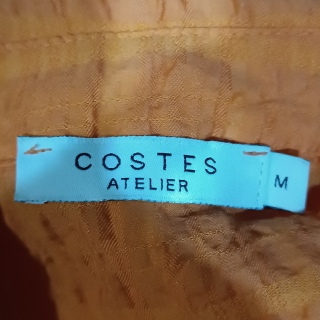 COSTES
ATELIER
M